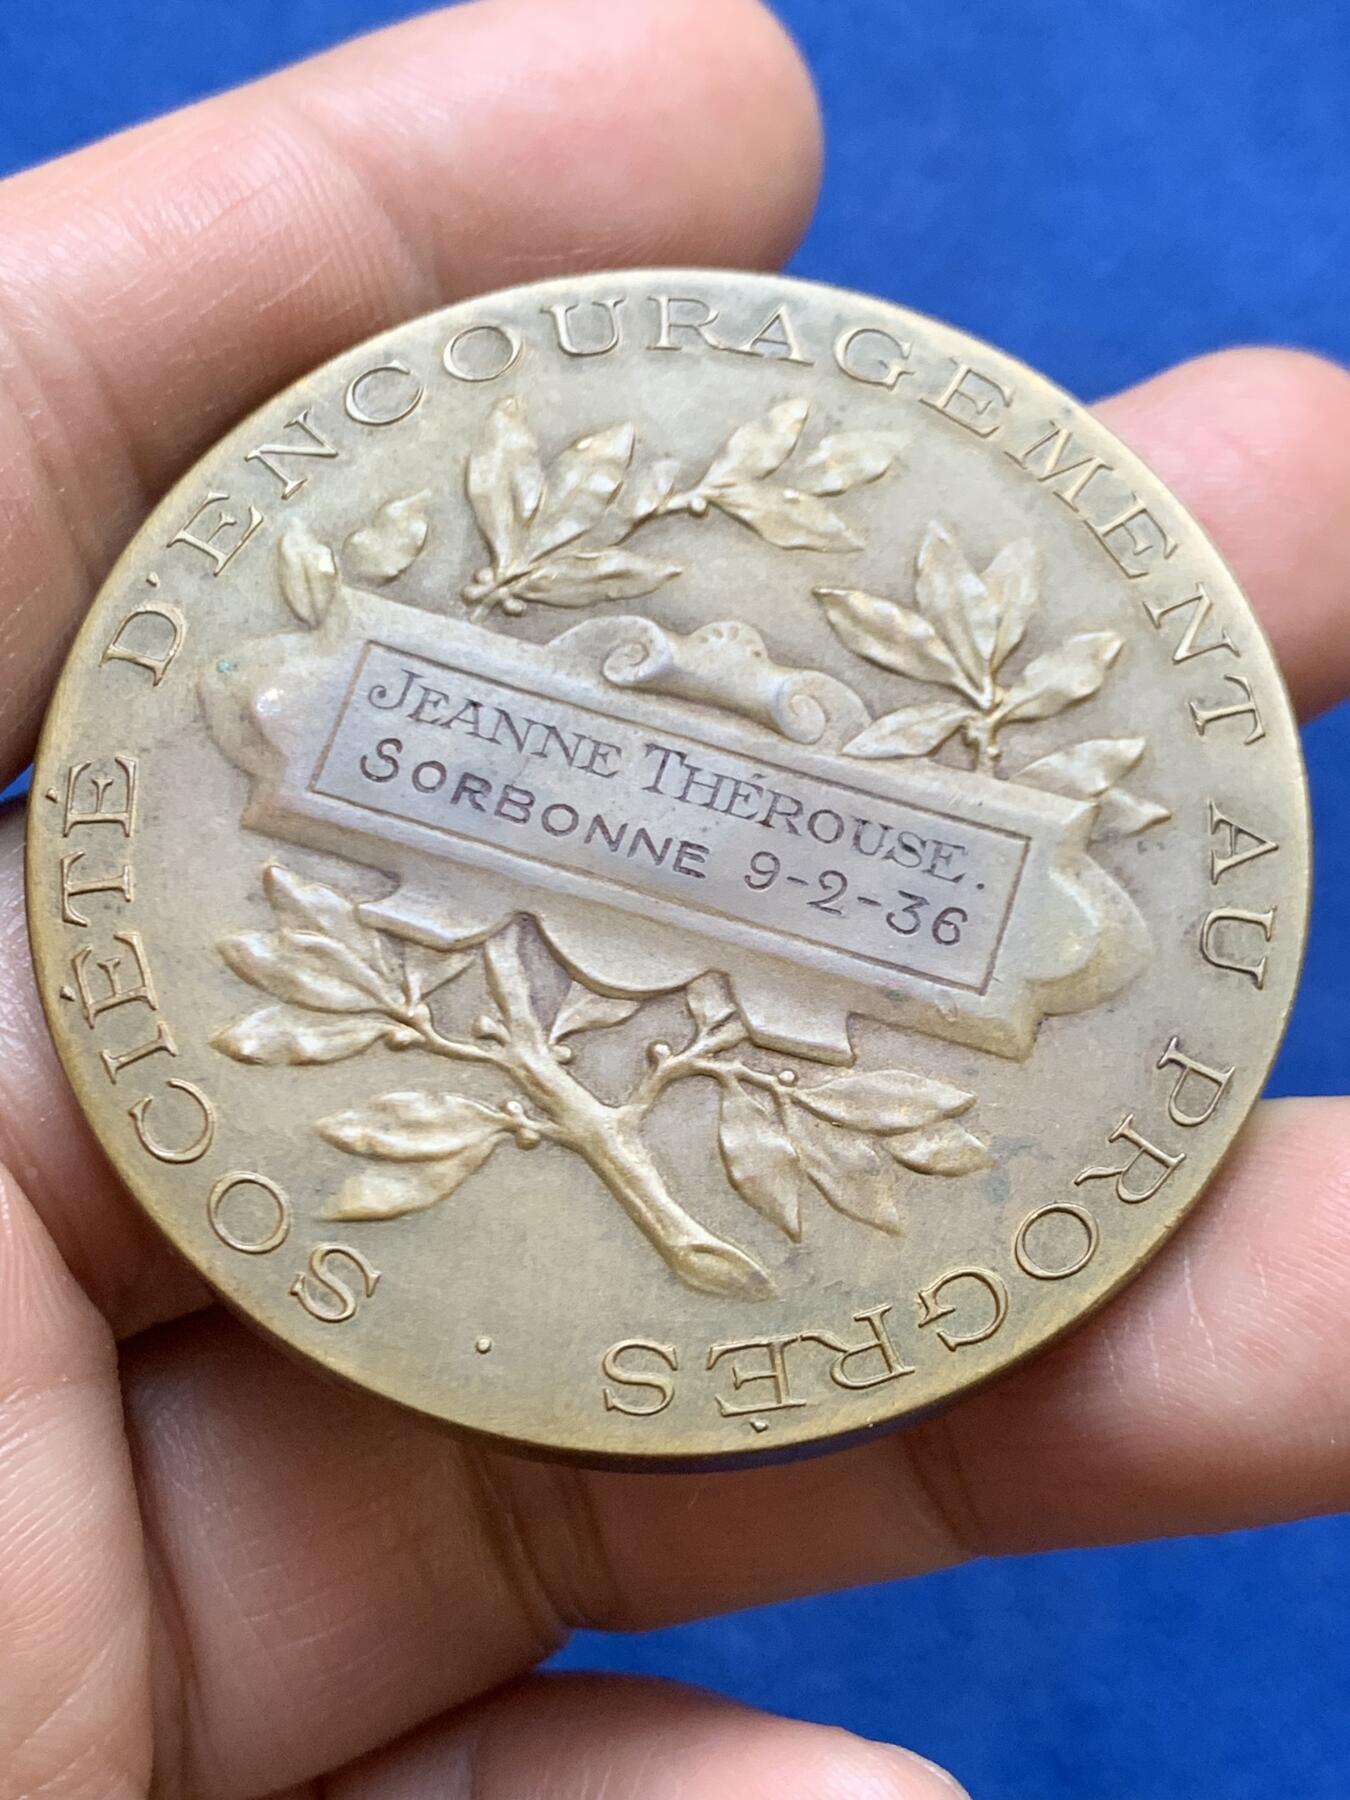 SOCIÉTÉ D'ENCOURAGEMENT AU PROGRÈS .
JEANNE THÉROUSE.
SORBONNE 9-2-36